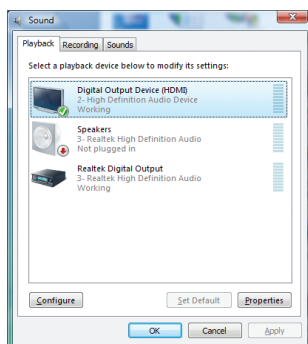 Sound
Playback Recording Sounds
Select a playback device below to modify its settings:
Digital Output Device (HDMI)
2- High Definition Audio Device
Working
Speakers
3- Realtek High Definition Audio
Not plugged in
Realtek Digital Output
3- Realtek High Definition Audio
Working
Configure Set Default Properties
OK Cancel Apply